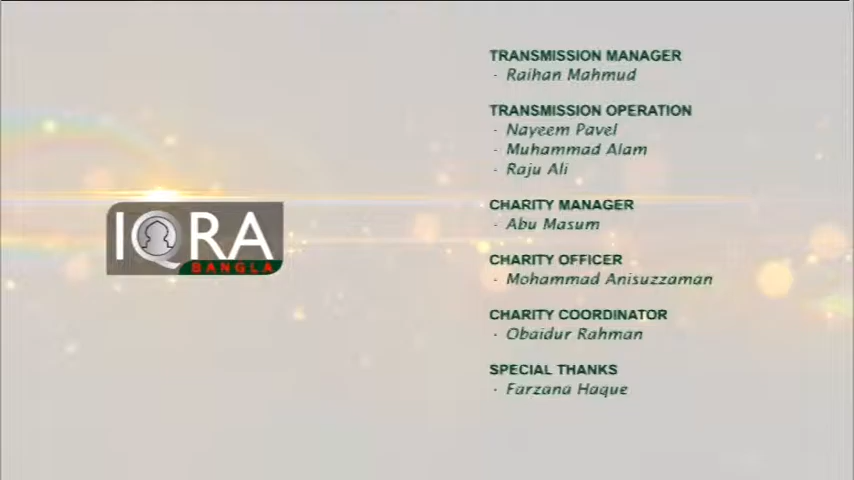 IQRA
BANGLA
TRANSMISSION MANAGER
- Raihan Mahmud
TRANSMISSION OPERATION
- Nayeem Pavel
- Muhammad Alam
- Raju Ali
CHARITY MANAGER
- Abu Masum
CHARITY OFFICER
- Mohammad Anisuzzaman
CHARITY COORDINATOR
- Obaidur Rahman
SPECIAL THANKS
- Farzana Haque